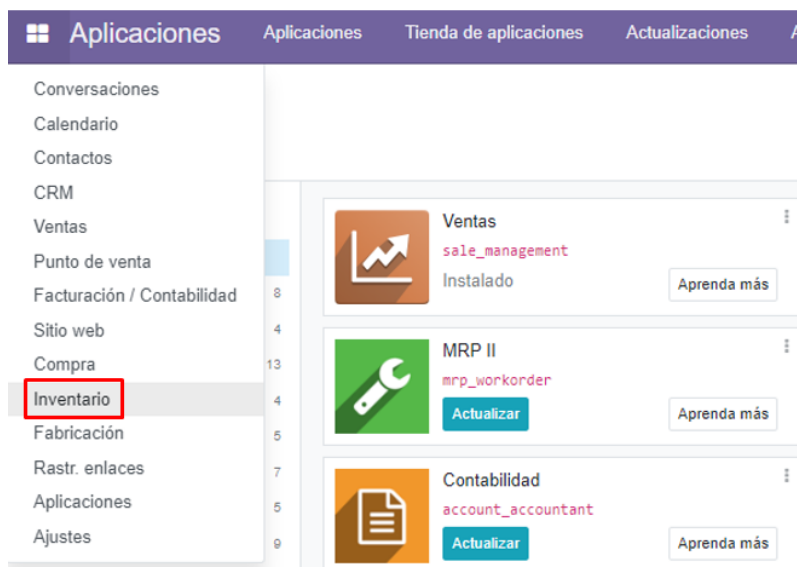 Aplicaciones Aplicaciones Tienda de aplicaciones Actualizaciones
Conversaciones
Calendario
Contactos
CRM
Ventas
Punto de venta
Facturación / Contabilidad
Sitio web
Compra
Inventario
Fabricación
Rastr. enlaces
Aplicaciones
Ajustes
8
4
13
4
5
7
5
9
Ventas
sale_management
Instalado
Aprenda más
MRP II
mrp_workorder
Actualizar
Aprenda más
Contabilidad
account_accountant
Actualizar
Aprenda más